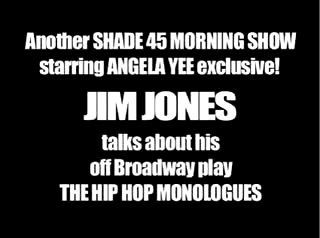 Another SHADE 45 MORNING SHOW
starring ANGELA YEE exclusive!
JIM JONES
talks about his
off Broadway play
THE HIP HOP MONOLOGUES